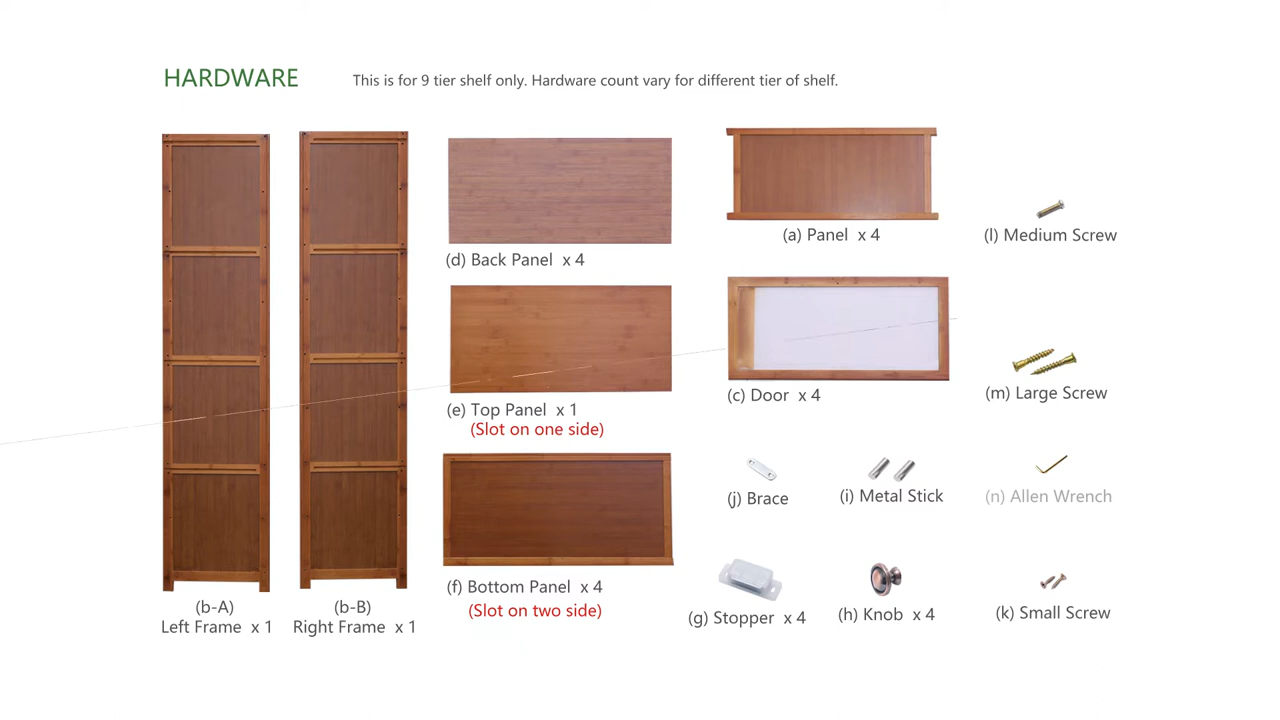 HARDWARE
This is for 9 tier shelf only. Hardware count vary for different tier of shelf.
(a) Panel x 4
(l) Medium Screw
(d) Back Panel x 4
(c) Door x 4
(m) Large Screw
(e) Top Panel x 1
(Slot on one side)
(j) Brace
(i) Metal Stick
(n) Allen Wrench
(f) Bottom Panel x 4
(Slot on two side)
(g) Stopper x 4
(h) Knob x 4
(k) Small Screw
(b-A)
Left Frame x 1
(b-B)
Right Frame x 1